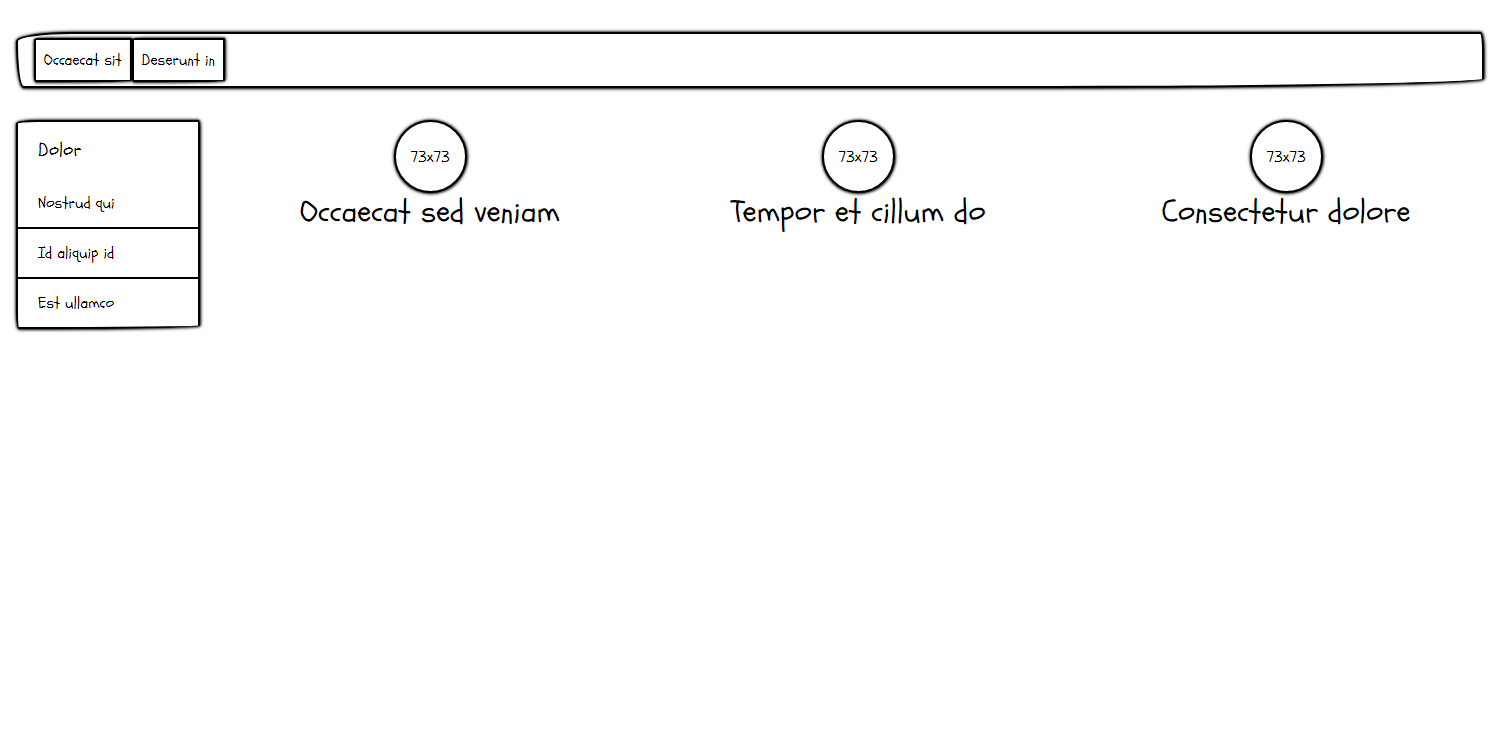 Occaecat sit
Deserunt in
Dolor
Nostrud qui
Id aliquip id
Est ullamco
73x73
Occaecat sed veniam
73x73
Tempor et cillum do
73x73
Consectetur dolore